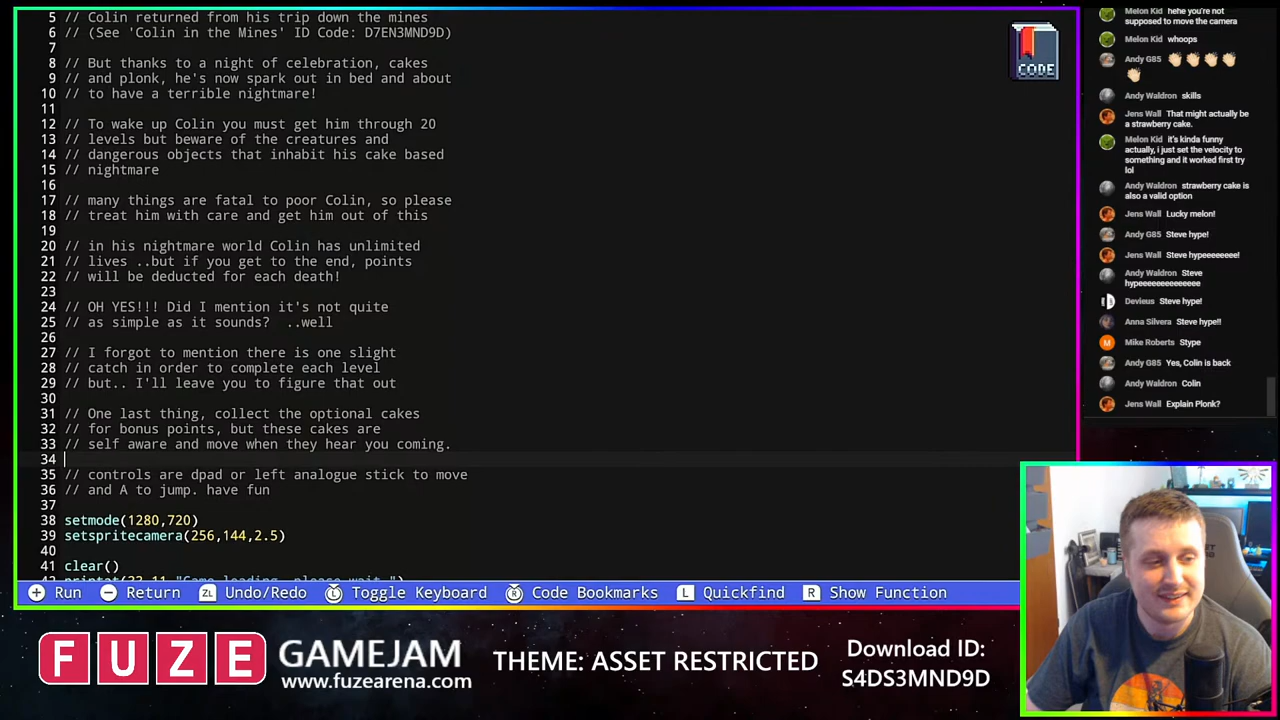 5 // Colin returned from his trip down the mines
6 // (See 'Colin in the Mines' ID Code: D7EN3MND9D)
7
8 // But thanks to a night of celebration, cakes
9 // and plonk, he's now spark out in bed and about
10 // to have a terrible nightmare!
11
12 // To wake up Colin you must get him through 20
13 // levels but beware of the creatures and
14 // dangerous objects that inhabit his cake based
15 // nightmare
16
17 // many things are fatal to poor Colin, so please
18 // treat him with care and get him out of this
19
20 // in his nightmare world Colin has unlimited
21 // lives ..but if you get to the end, points
22 // will be deducted for each death!
23
24 // OH YES!!! Did I mention it's not quite
25 // as simple as it sounds?  ..well
26
27 // I forgot to mention there is one slight
28 // catch in order to complete each level
29 // but.. I'll leave you to figure that out
30
31 // One last thing, collect the optional cakes
32 // for bonus points, but these cakes are
33 // self aware and move when they hear you coming.
34
35 // controls are dpad or left analogue stick to move
36 // and A to jump. have fun
37
38 setmode(1280,720)
39 setspritecamera(256,144,2.5)
40
41 clear()
42 printat(33,11,"Game loading, please wait.")
CODE
+ Run - Return ZL Undo/Redo L Toggle Keyboard R Code Bookmarks L Quickfind R Show Function
Melon Kid hehe you're not
supposed to move the camera
Melon Kid whoops
Andy G85
Andy Waldron skills
Jens Wall That might actually be
a strawberry cake.
Melon Kid it's kinda funny
actually, i just set the velocity to
something and it worked first try
lol
Andy Waldron strawberry cake is
also a valid option
Jens Wall Lucky melon!
Andy G85 Steve hype!
Jens Wall Steve hypeeeeeeee!
Andy Waldron Steve
hypeeeeeeeeeeeeee
Devieus Steve hype!
Anna Silvera Steve hype!!
M Mike Roberts Stype
Andy G85 Yes, Colin is back
Andy Waldron Colin
Jens Wall Explain Plonk?
FUZE GAMEJAM
www.fuzearena.com
THEME: ASSET RESTRICTED
Download ID:
S4DS3MND9D